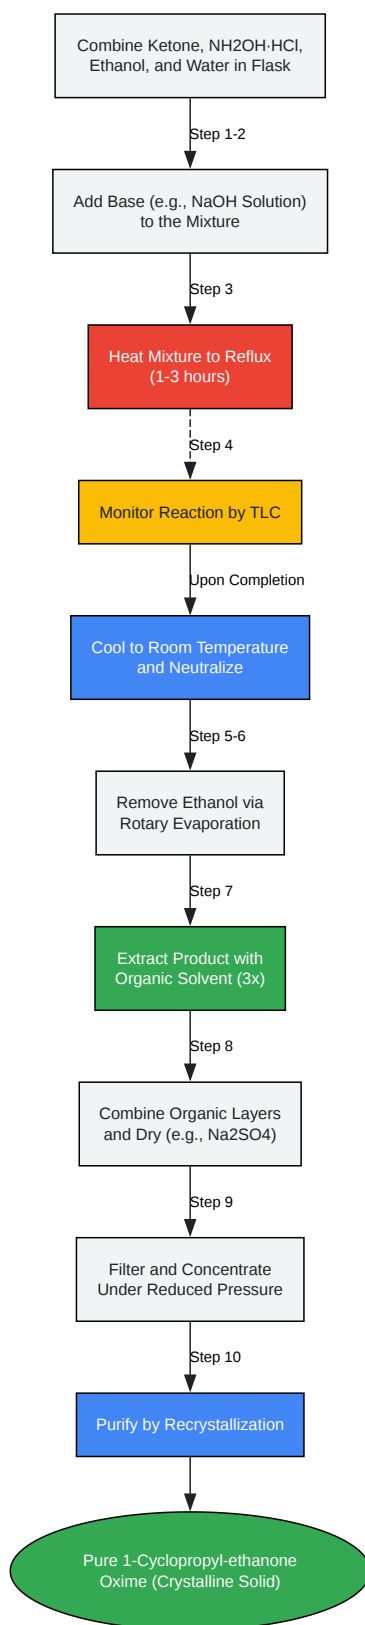 Combine Ketone, NH2OH·HCl,
Ethanol, and Water in Flask
Step 1-2
Add Base (e.g., NaOH Solution)
to the Mixture
Step 3
Heat Mixture to Reflux
(1-3 hours)
Step 4
Monitor Reaction by TLC
Upon Completion
Cool to Room Temperature
and Neutralize
Step 5-6
Remove Ethanol via
Rotary Evaporation
Step 7
Extract Product with
Organic Solvent (3x)
Step 8
Combine Organic Layers
and Dry (e.g., Na2SO4)
Step 9
Filter and Concentrate
Under Reduced Pressure
Step 10
Purify by Recrystallization
Pure 1-Cyclopropyl-ethanone
Oxime (Crystalline Solid)